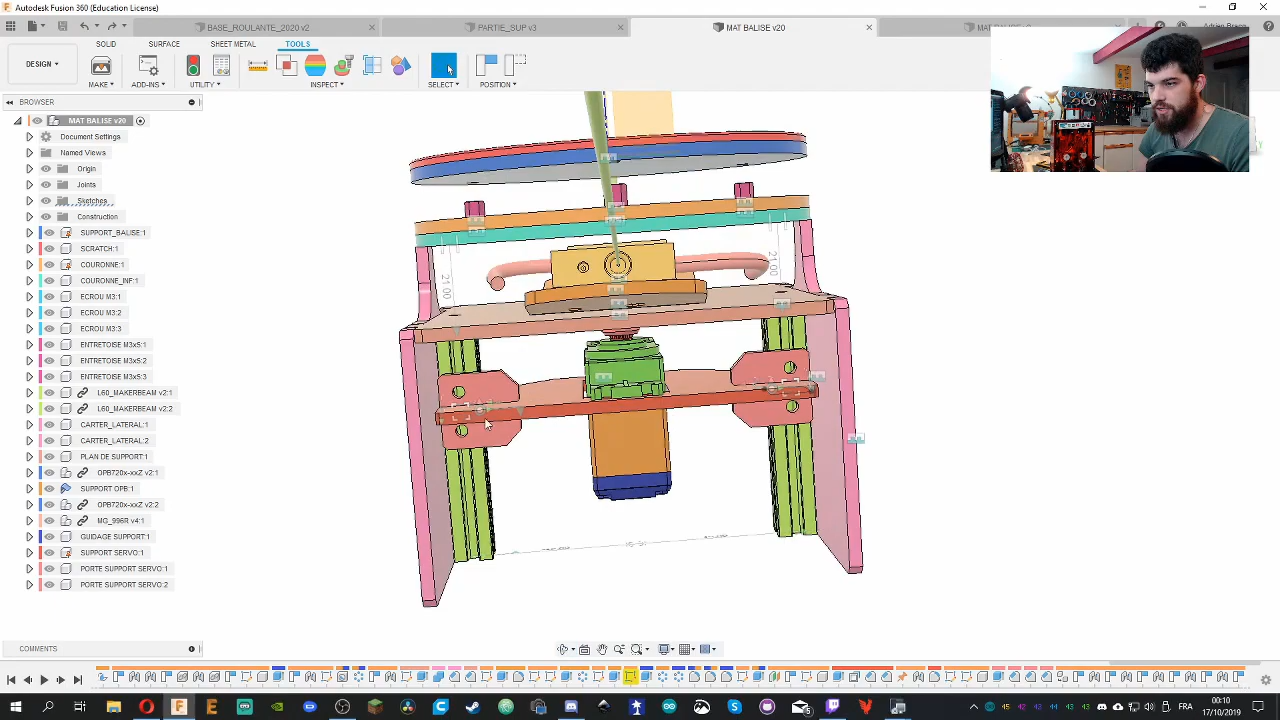 Autodesk Fusion 360 (Education License)
BASE_ROULANTE_2020 v2
PARTIE_SUP v3
MAT BALISE v20
SOLID
SURFACE
SHEET METAL
TOOLS
DESIGN
MAKE
ADD-INS
UTILITY
INSPECT
SELECT
POSITION
BROWSER
MAT BALISE v20
Document Settings
Named Views
Origin
Joints
Sketches
Construction
SUPPORT_BALISE:1
SCRATCH:1
COURONNE:1
COURONNE_INF:1
ECROU M3:1
ECROU M3:2
ECROU M3:3
ENTRETOISE M3x5:1
ENTRETOISE M3x5:2
ENTRETOISE M3x5:3
L60_MAKERBEAM v2:1
L60_MAKERBEAM v2:2
CARTER_LATERAL:1
CARTER_LATERAL:2
PLAN DE SUPPORT:1
OPB720x-xxZ v2:1
SUPPORT OPB:1
OPB720x-xxZ v2:2
MG_996R v4:1
GUIDAGE SUPPORT:1
SUPPORT SERVO:1
PORTE SUPPORT SERVO:1
PORTE SUPPORT SERVO:2
21.00
21.00
COMMENTS
FRA
00:10
17/10/2019